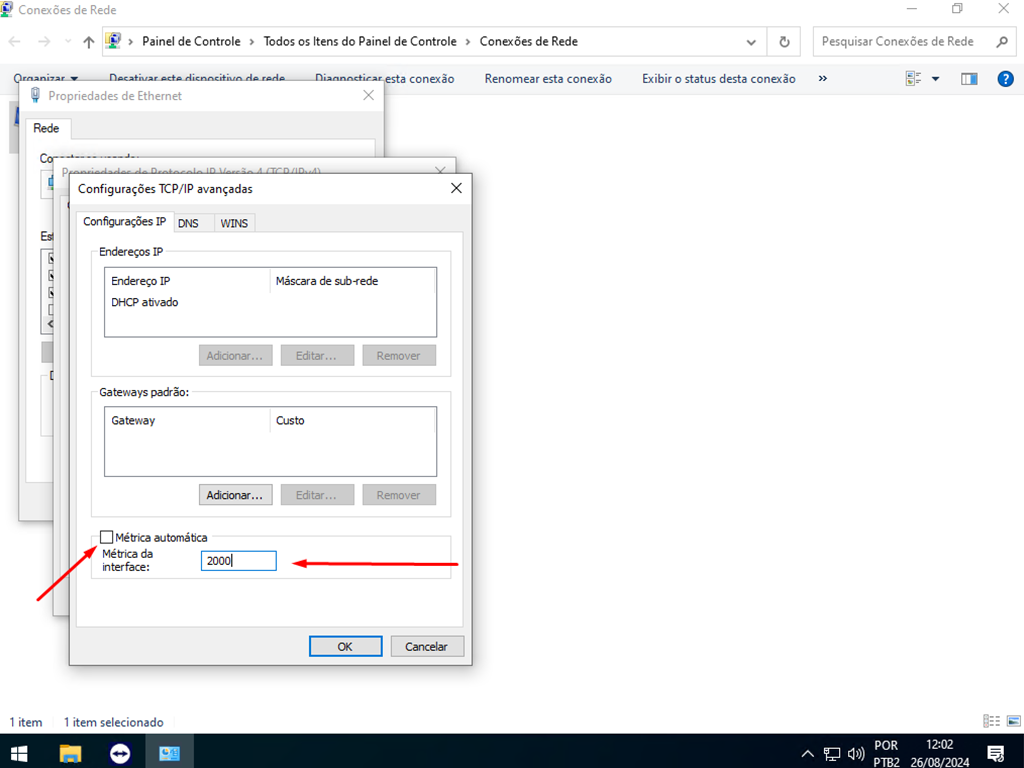 Conexões de Rede
Painel de Controle > Todos os Itens do Painel de Controle > Conexões de Rede
Pesquisar Conexões de Rede
Organizar Desativar este dispositivo de rede Diagnosticar esta conexão Renomear esta conexão Exibir o status desta conexão »
Propriedades de Ethernet
Rede
Propriedades de Protocolo IP Versão 4 (TCP/IPv4)
Configurações TCP/IP avançadas
Configurações IP DNS WINS
Endereços IP
Endereço IP Máscara de sub-rede
DHCP ativado
Adicionar... Editar... Remover
Gateways padrão:
Gateway Custo
Adicionar... Editar... Remover
Métrica automática
Métrica da
interface:
2000
OK Cancelar
1 item 1 item selecionado
POR
PTB2
12:02
26/08/2024